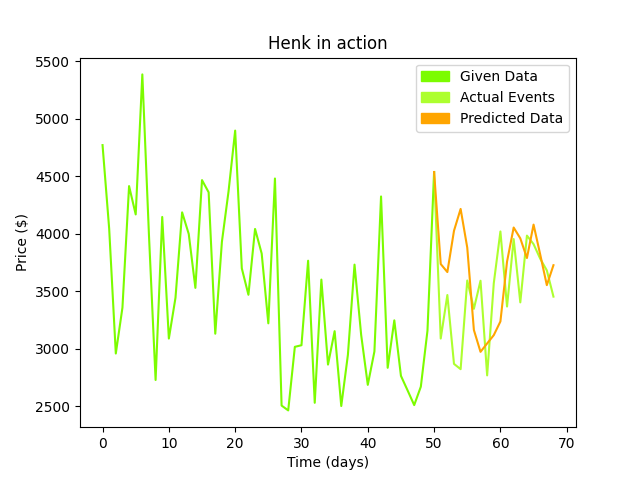 Henk in action
Given Data
Actual Events
Predicted Data
Price ($)
5500
5000
4500
4000
3500
3000
2500
0 10 20 30 40 50 60 70
Time (days)